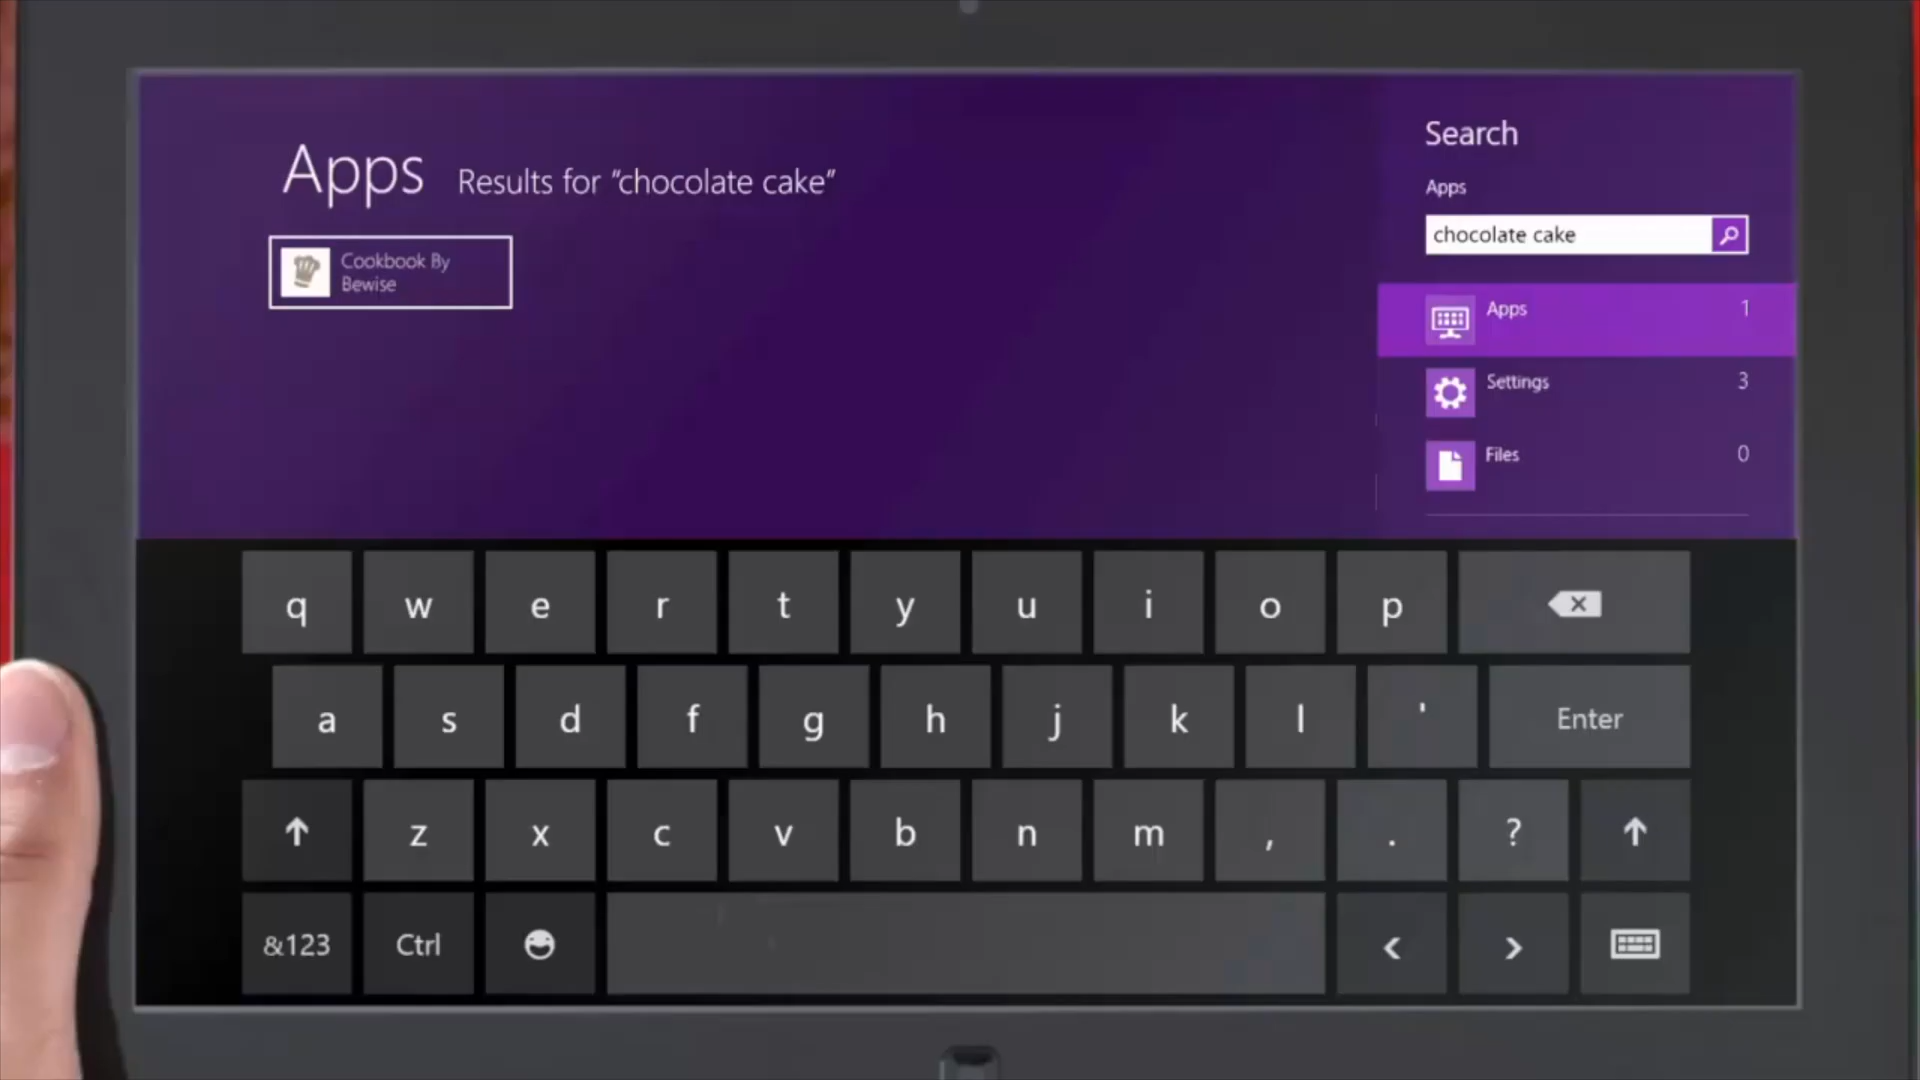 Apps Results for “chocolate cake”
Cookbook By
Bewise
Search
Apps
chocolate cake
Apps 1
Settings 3
Files 0
q w e r t y u i o p
a s d f g h j k l ' Enter
z x c v b n m , . ?
&123 Ctrl < >